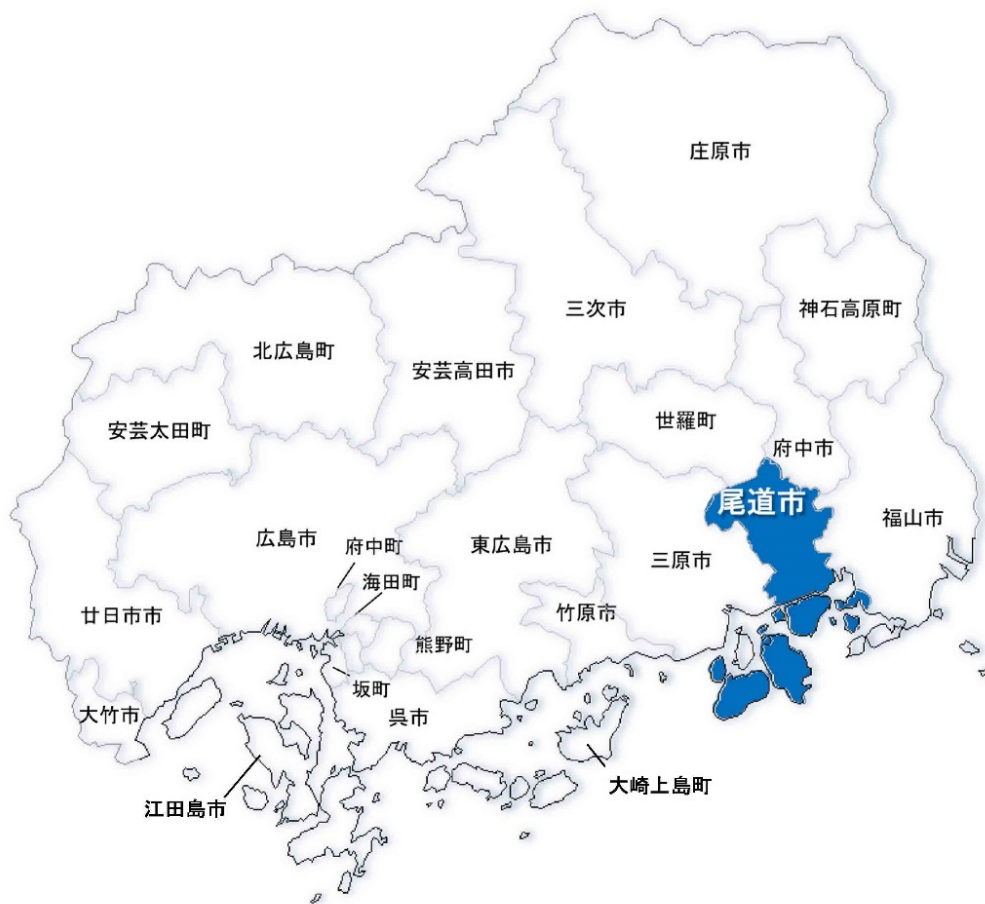 庄原市
三次市
神石高原町
北広島町
安芸高田市
安芸太田町
世羅町
府中市
尾道市
福山市
広島市
府中町
東広島市
三原市
海田町
廿日市市
竹原市
熊野町
坂町
大竹市
呉市
大崎上島町
江田島市